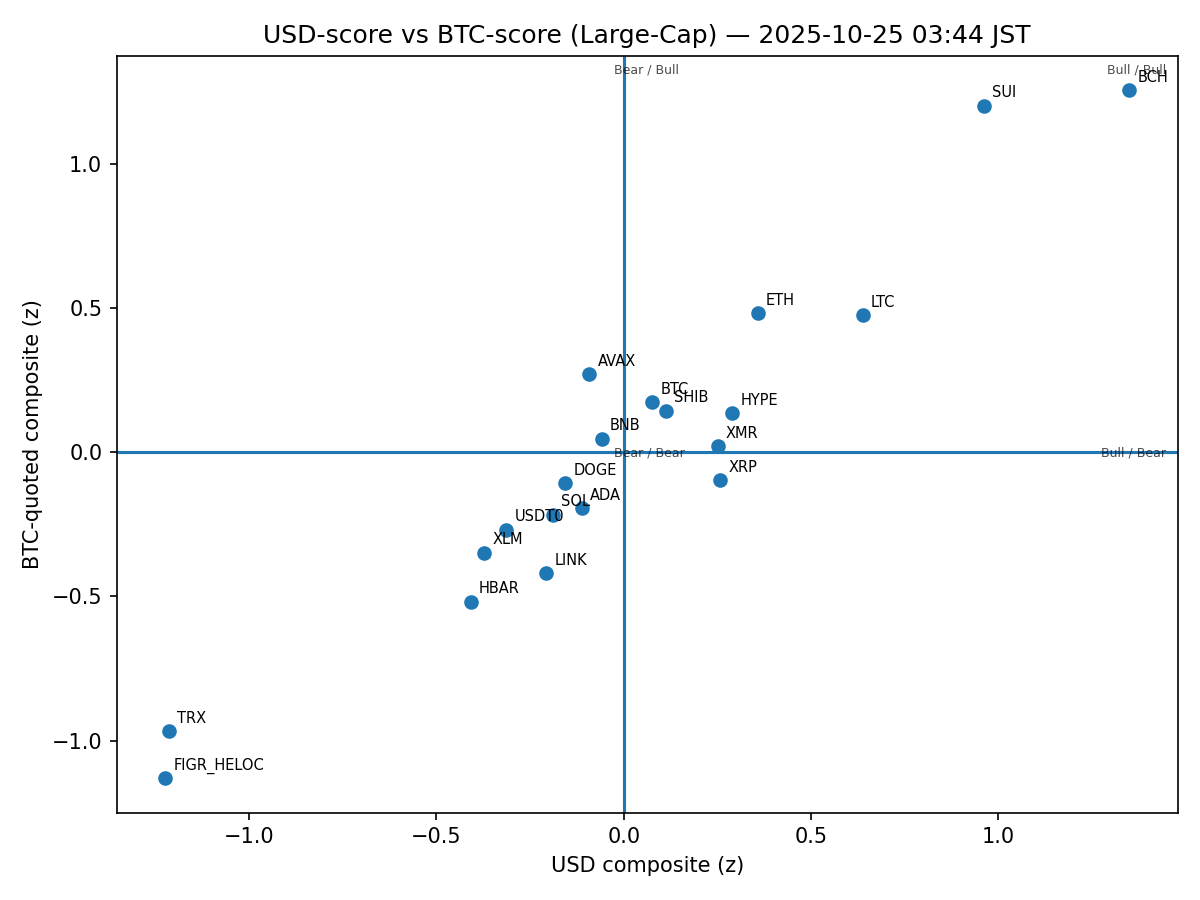 USD-score vs BTC-score (Large-Cap) — 2025-10-25 03:44 JST
Bear / Bull
Bull / Bull
BCH
SUI
1.0
ETH
LTC
0.5
AVAX
BTC
SHIB
HYPE
BNB
XMR
0.0
Bear / Bear
Bull / Bear
XRP
DOGE
SOL
ADA
USDT0
XLM
LINK
HBAR
−0.5
TRX
−1.0
FIGR_HELOC
−1.0
−0.5
0.0
0.5
1.0
USD composite (z)
BTC-quoted composite (z)